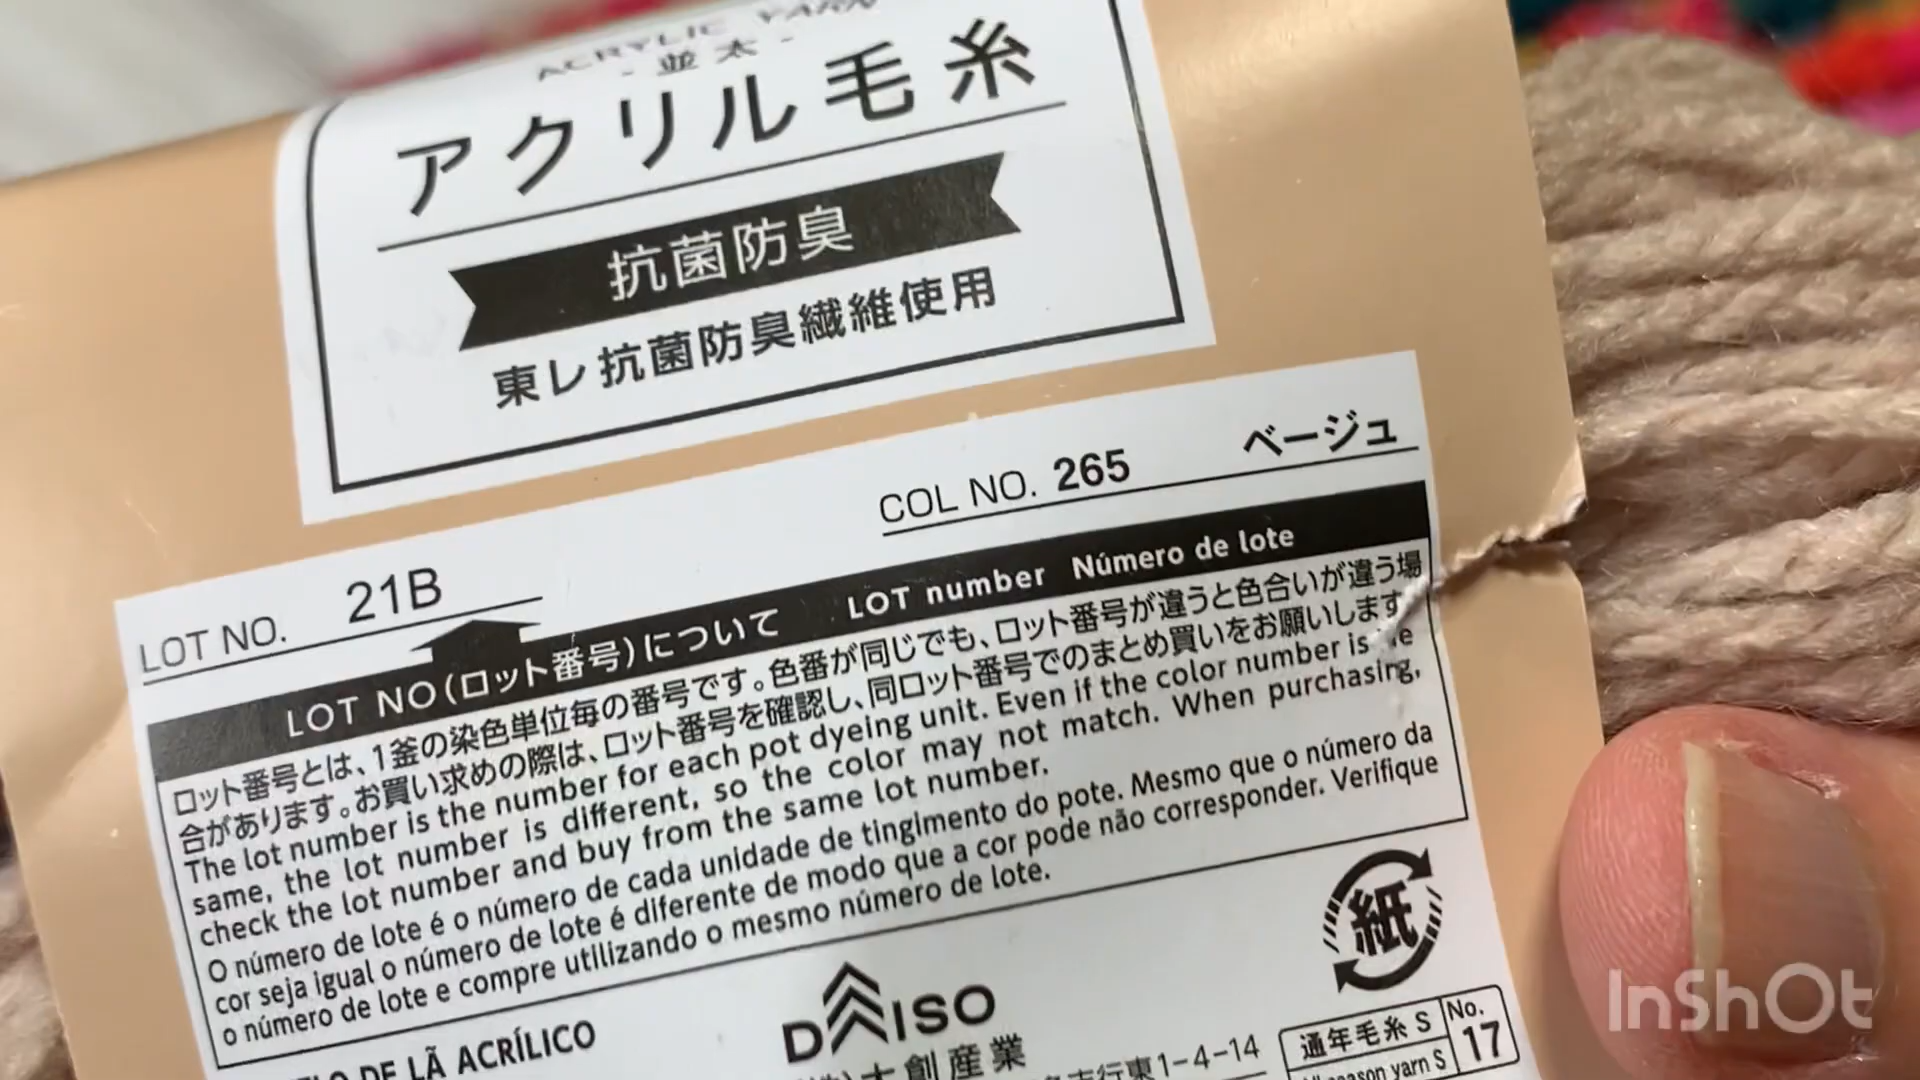 ACRYLIC YARN
- 並太 -
アクリル毛糸
抗菌防臭
東レ抗菌防臭繊維使用
LOT NO. 21B COL NO. 265 ベージュ
LOT NO(ロット番号)について LOT number Número de lote
ロット番号とは、1釜の染色単位毎の番号です。色番が同じでも、ロット番号が違うと色合いが違う場
合があります。お買い求めの際は、ロット番号を確認し、同ロット番号でのまとめ買いをお願いします
The lot number is the number for each pot dyeing unit. Even if the color number is
same, the lot number is different, so the color may not match. When purchasing,
check the lot number and buy from the same lot number.
O número de lote é o número de cada unidade de tingimento do pote. Mesmo que o número da
cor seja igual o número de lote é diferente de modo que a cor pode não corresponder. Verifique
o número de lote e compre utilizando o mesmo número de lote.
DE LÃ ACRÍLICO
DAISO
大創産業
東1-4-14
紙
通年毛糸 S No. 17
season yarn S
InShOt